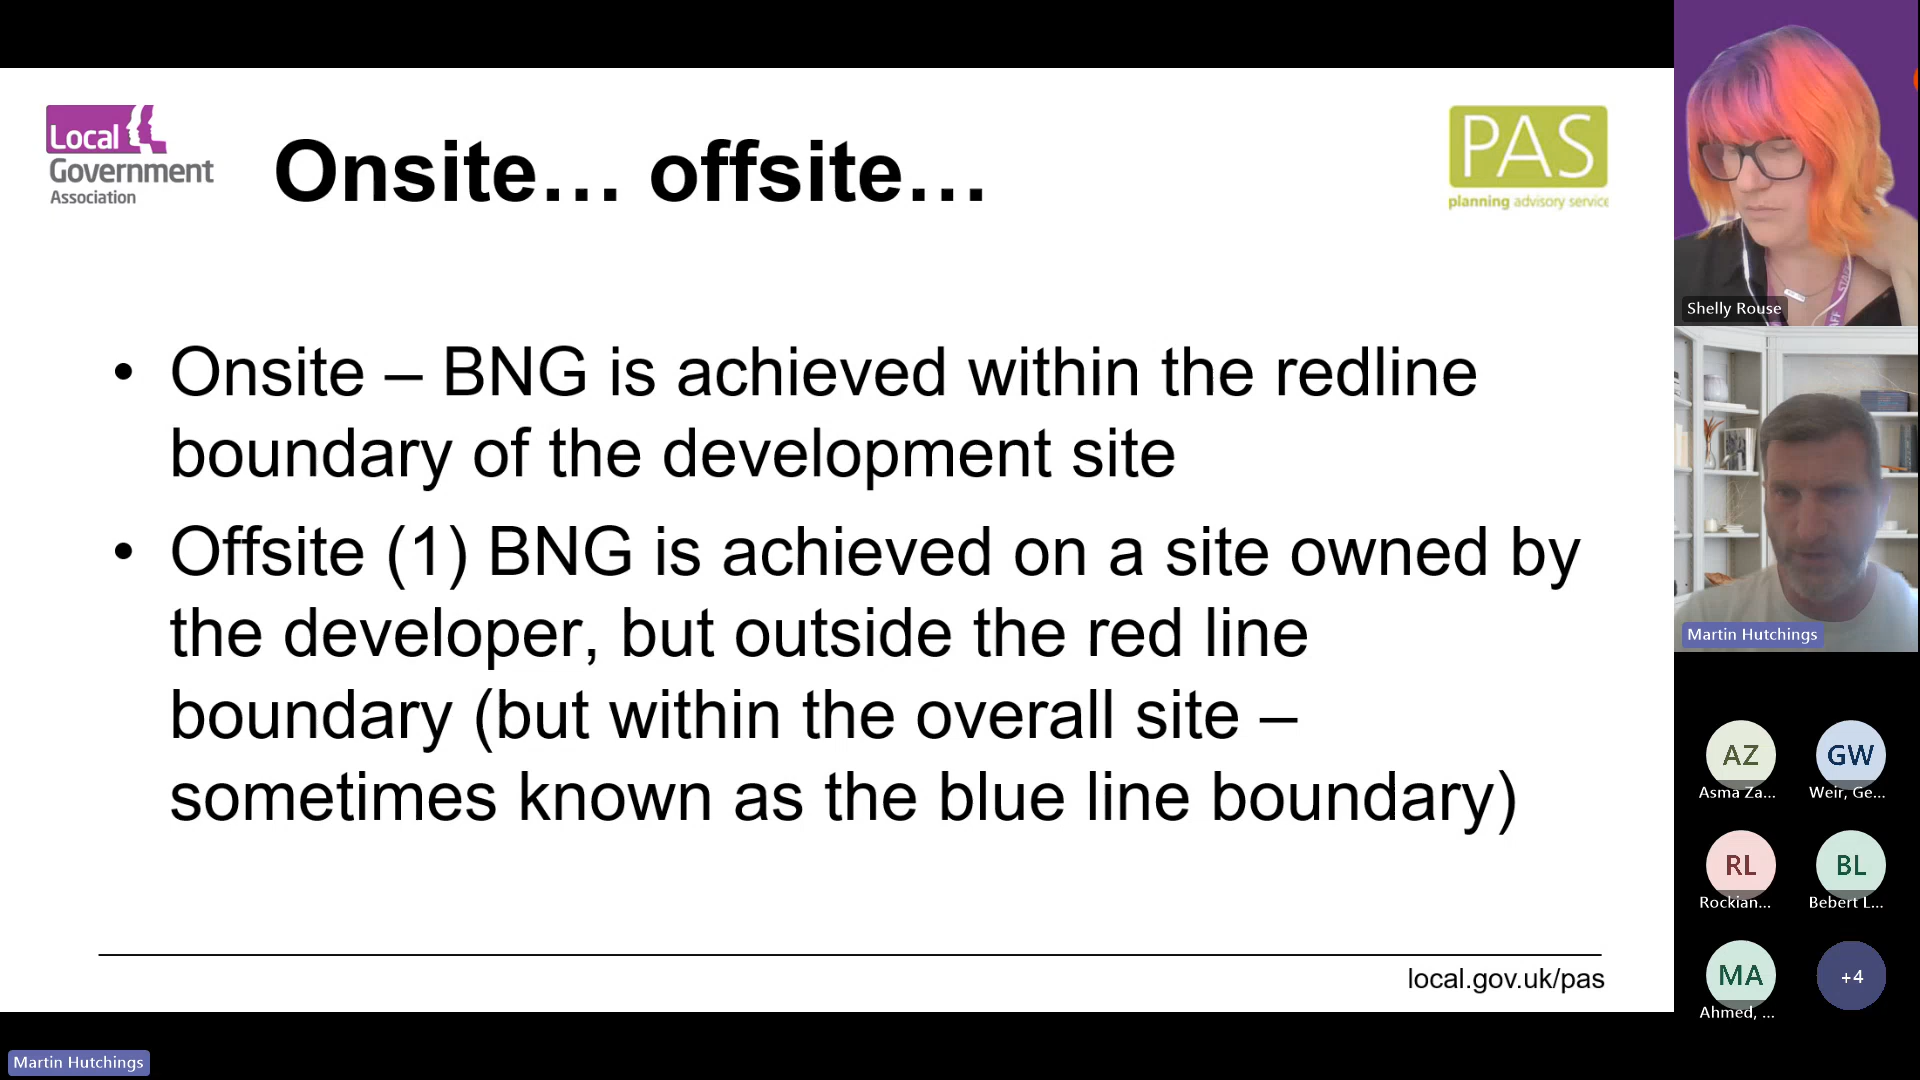 Local
Government
Association
Onsite… offsite…
PAS
planning advisory service
• Onsite – BNG is achieved within the redline
boundary of the development site
• Offsite (1) BNG is achieved on a site owned by
the developer, but outside the red line
boundary (but within the overall site –
sometimes known as the blue line boundary)
local.gov.uk/pas
Martin Hutchings
Shelly Rouse
STAFF
Martin Hutchings
AZ
Asma Za...
GW
Weir, Ge...
RL
Rockian...
BL
Bebert L...
MA
Ahmed, ...
+4